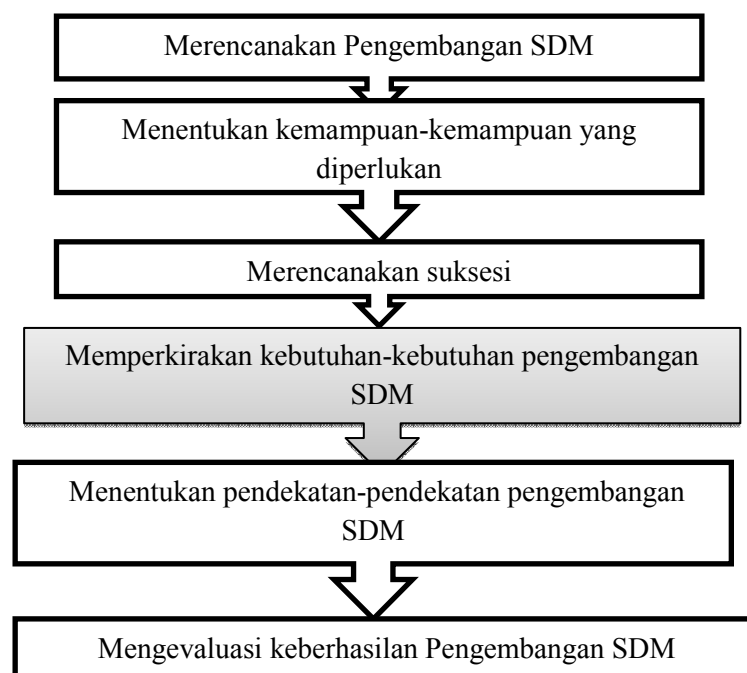 Merencanakan Pengembangan SDM
Menentukan kemampuan-kemampuan yang
diperlukan
Merencanakan suksesi
Memperkirakan kebutuhan-kebutuhan pengembangan
SDM
Menentukan pendekatan-pendekatan pengembangan
SDM
Mengevaluasi keberhasilan Pengembangan SDM